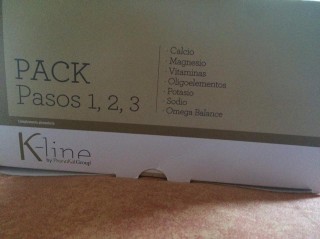 PACK
Pasos 1, 2, 3
· Calcio
· Magnesio
· Vitaminas
· Oligoelementos
· Potasio
· Sodio
· Omega Balance
K-line